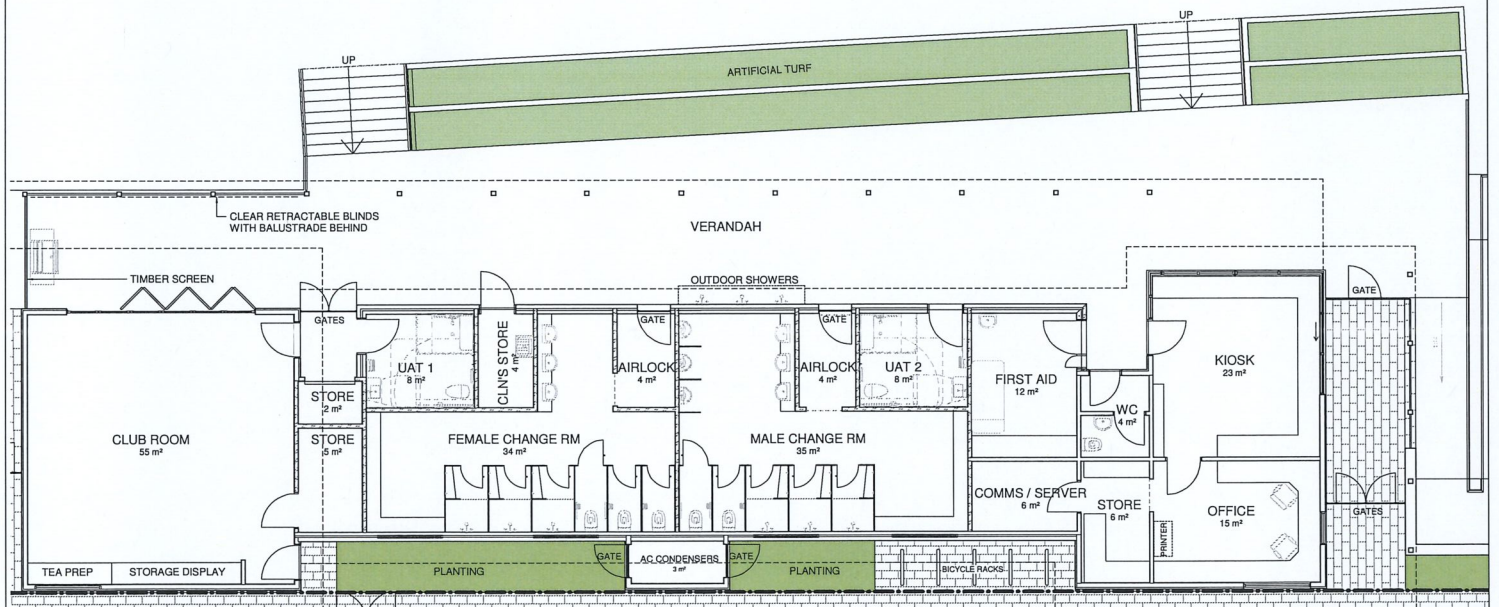 UP
UP
ARTIFICIAL TURF
CLEAR RETRACTABLE BLINDS
WITH BALUSTRADE BEHIND
VERANDAH
TIMBER SCREEN
OUTDOOR SHOWERS
GATE
GATES
GATE
GATE
UAT 1
8 m²
CLN'S STORE
4 m²
AIRLOCK
4 m²
AIRLOCK
4 m²
UAT 2
8 m²
FIRST AID
12 m²
KIOSK
23 m²
STORE
2 m²
WC
4 m²
CLUB ROOM
55 m²
STORE
5 m²
FEMALE CHANGE RM
34 m²
MALE CHANGE RM
35 m²
COMMS / SERVER
6 m²
STORE
6 m²
OFFICE
15 m²
GATES
PRINTER
TEA PREP
STORAGE DISPLAY
PLANTING
GATE
AC CONDENSERS
3 m²
GATE
PLANTING
BICYCLE RACKS